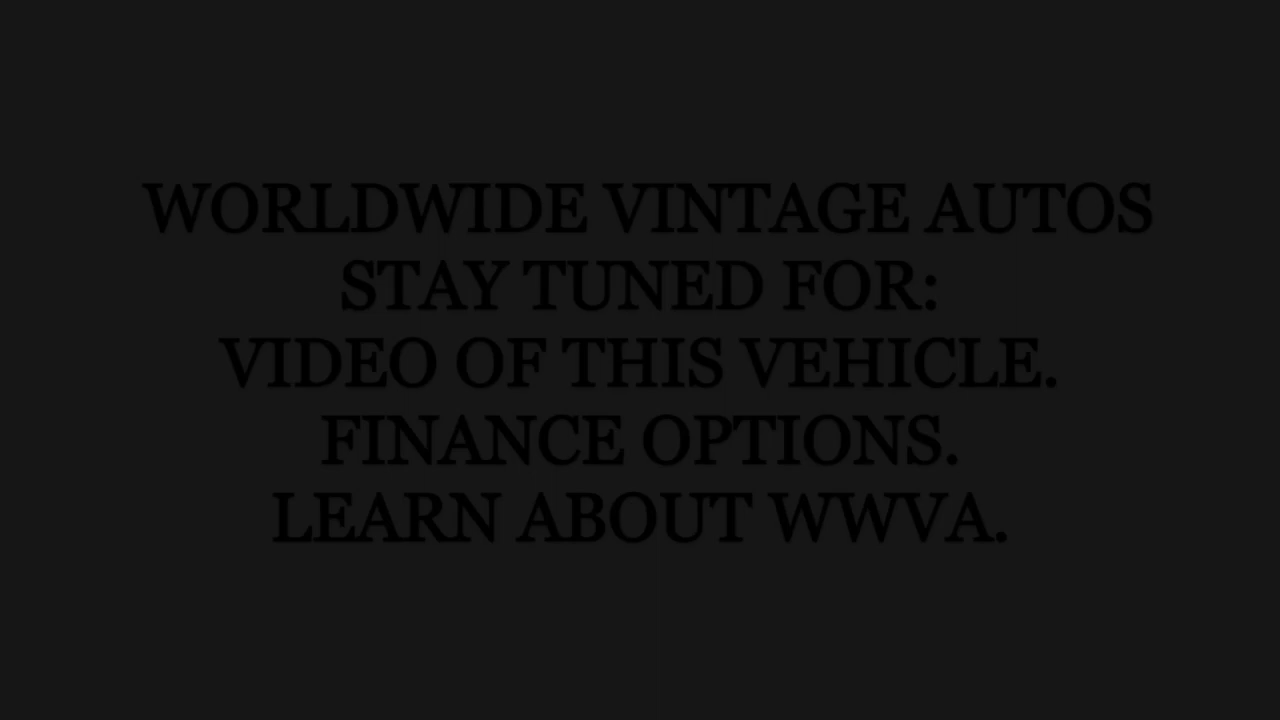 WORLDWIDE VINTAGE AUTOS
STAY TUNED FOR:
VIDEO OF THIS VEHICLE.
FINANCE OPTIONS.
LEARN ABOUT WWVA.